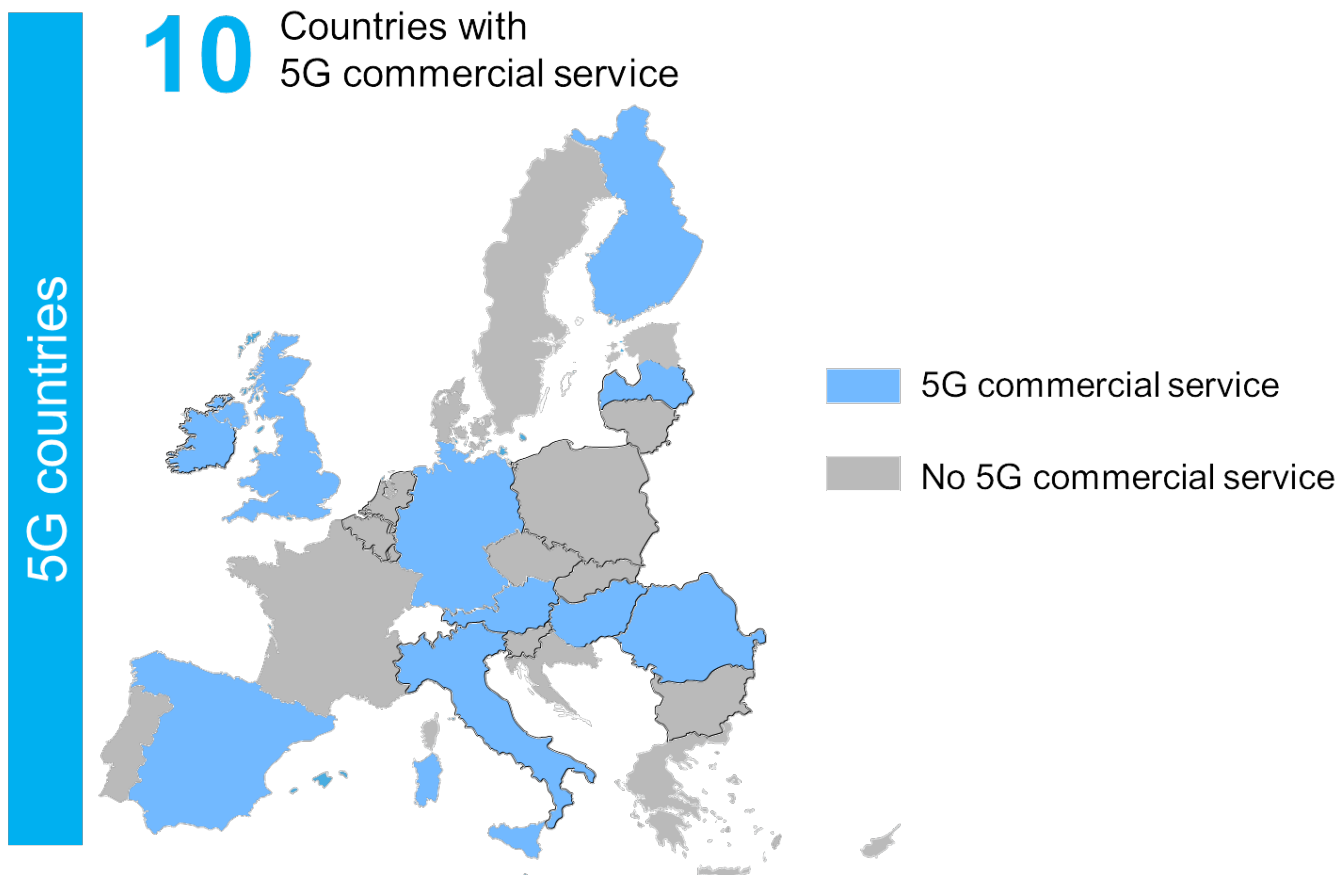 5G countries
10
Countries with
5G commercial service
5G commercial service
No 5G commercial service